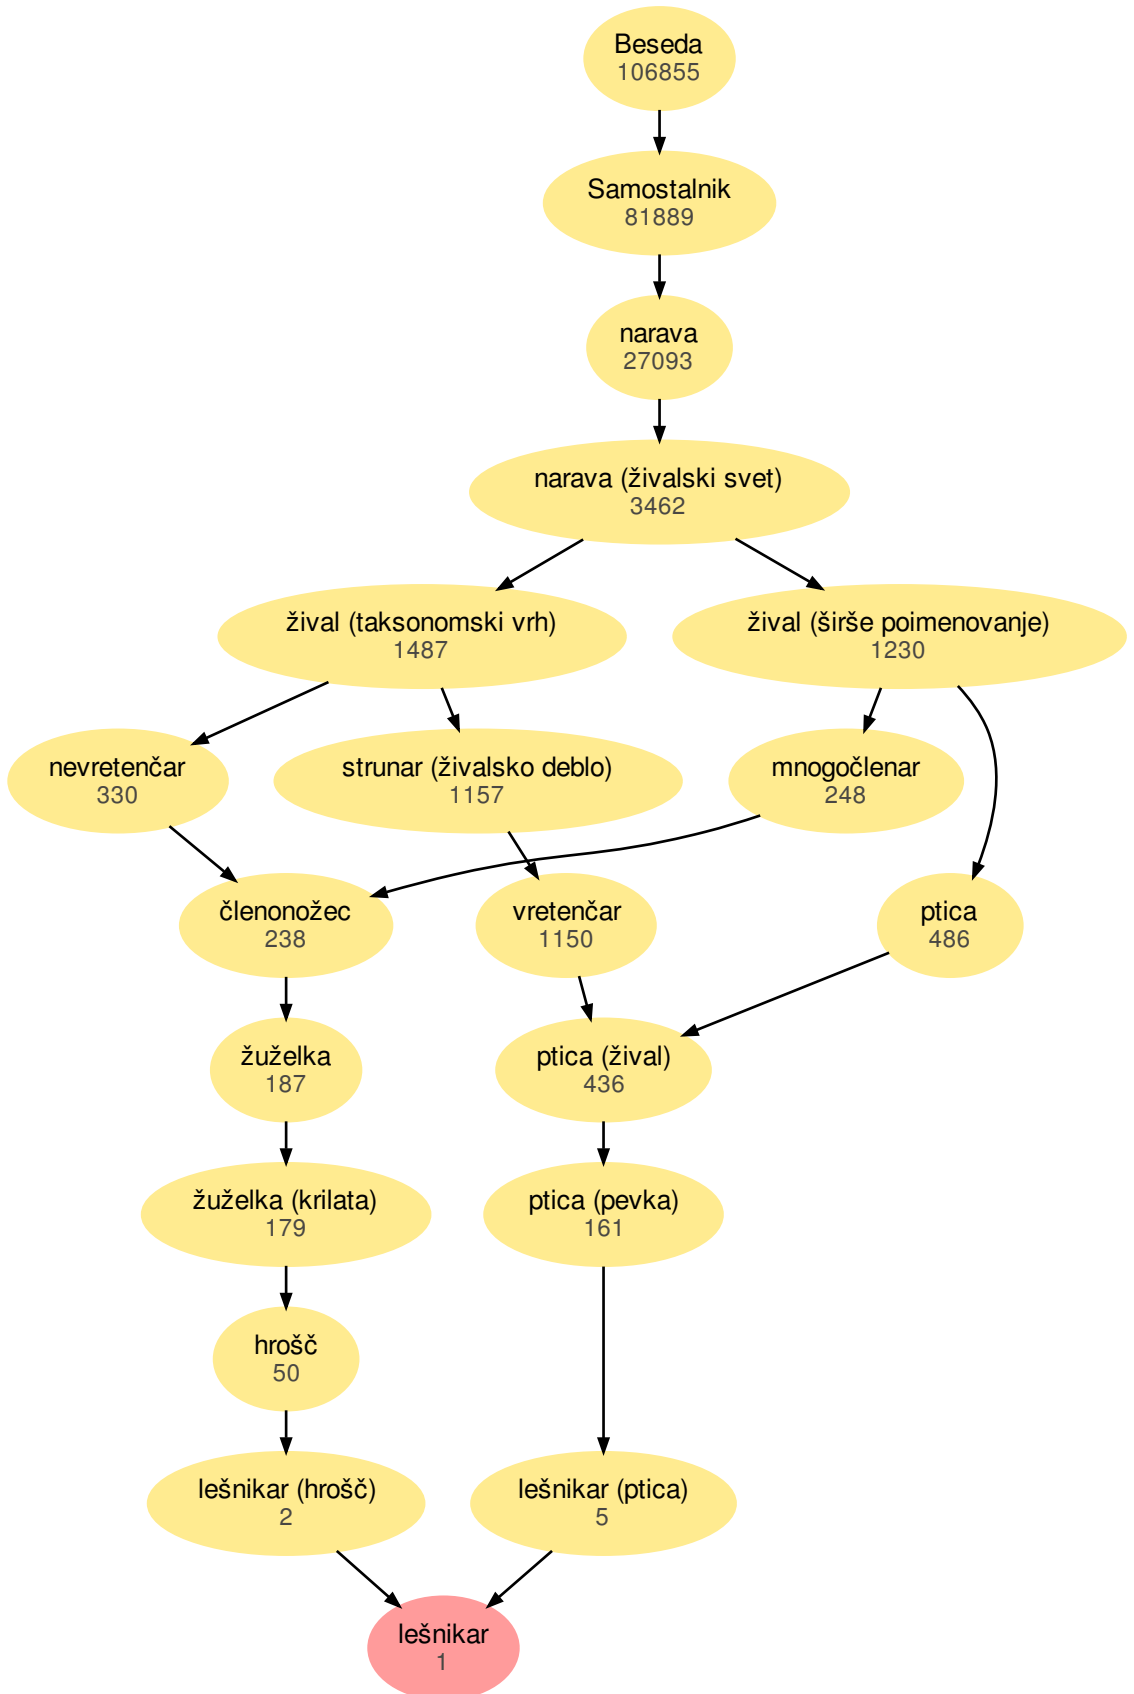 Beseda
106855
Samostalnik
81889
narava
27093
narava (živalski svet)
3462
žival (taksonomski vrh)
1487
žival (širše poimenovanje)
1230
nevretenčar
330
strunar (živalsko deblo)
1157
mnogočlenar
248
členonožec
238
vretenčar
1150
ptica
486
žuželka
187
ptica (žival)
436
žuželka (krilata)
179
ptica (pevka)
161
hrošč
50
lešnikar (hrošč)
2
lešnikar (ptica)
5
lešnikar
1